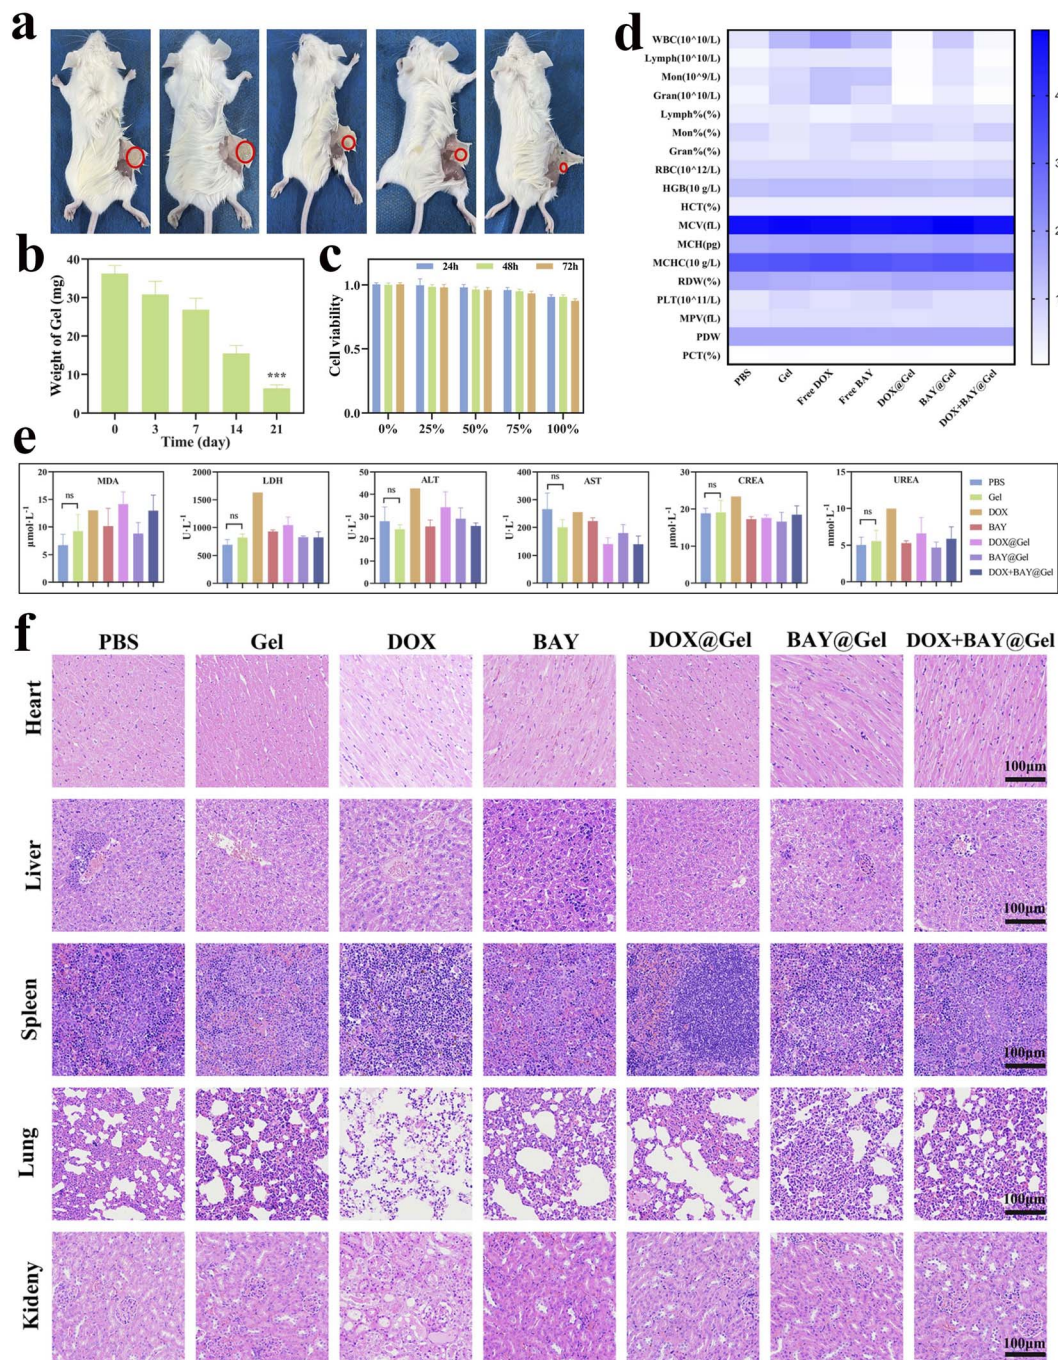 a
b
Weight of Gel (mg)
40
30
20
10
0
***
0 3 7 14 21
Time (day)
c
24h 48h 72h
Cell viability
1.0
0.5
0.0
0% 25% 50% 75% 100%
d
WBC(10^10/L)
Lymph(10^10/L)
Mon(10^9/L)
Gran(10^10/L)
Lymph%(%)
Mon%(%)
Gran%(%)
RBC(10^12/L)
HGB(10 g/L)
HCT(%)
MCV(fL)
MCH(pg)
MCHC(10 g/L)
RDW(%)
PLT(10^11/L)
MPV(fL)
PDW
PCT(%)
PBS
Gel
Free DOX
Free BAY
DOX@Gel
BAY@Gel
DOX+BAY@Gel
e
MDA
μmol·L⁻¹
20
15
10
5
0
ns
LDH
U·L⁻¹
2000
1500
1000
500
0
ns
ALT
U·L⁻¹
50
40
30
20
10
0
ns
AST
U·L⁻¹
400
300
200
100
0
ns
CREA
μmol·L⁻¹
30
20
10
0
ns
UREA
mmol·L⁻¹
15
10
5
0
ns
PBS
Gel
DOX
BAY
DOX@Gel
BAY@Gel
DOX+BAY@Gel
f
PBS Gel DOX BAY DOX@Gel BAY@Gel DOX+BAY@Gel
Heart
100μm
Liver
100μm
Spleen
100μm
Lung
100μm
Kideny
100μm